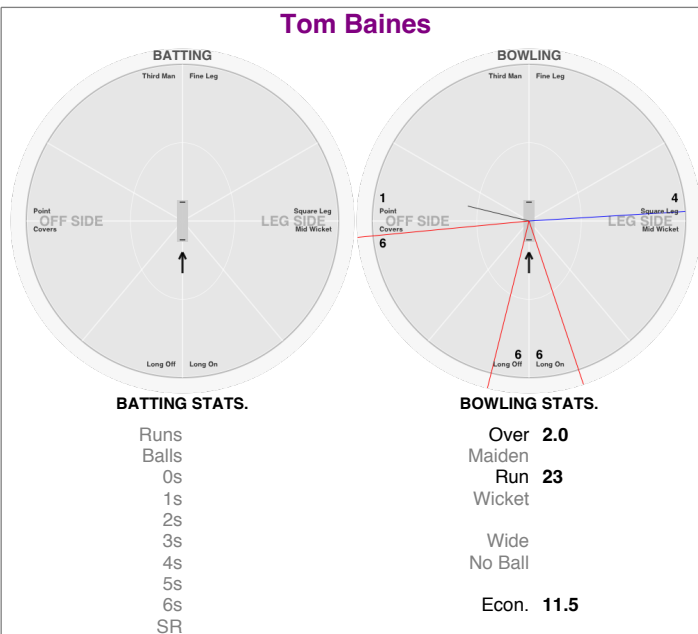 Tom Baines
BATTING
Third Man Fine Leg
Point
OFF SIDE
Covers
Square Leg
LEG SIDE
Mid Wicket
Long Off Long On
BATTING STATS.
Runs
Balls
0s
1s
2s
3s
4s
5s
6s
SR
BOWLING
Third Man Fine Leg
1
Point
OFF SIDE
Covers
6
4
Square Leg
LEG SIDE
Mid Wicket
6 6
Long Off Long On
BOWLING STATS.
Over 2.0
Maiden
Run 23
Wicket
Wide
No Ball
Econ. 11.5